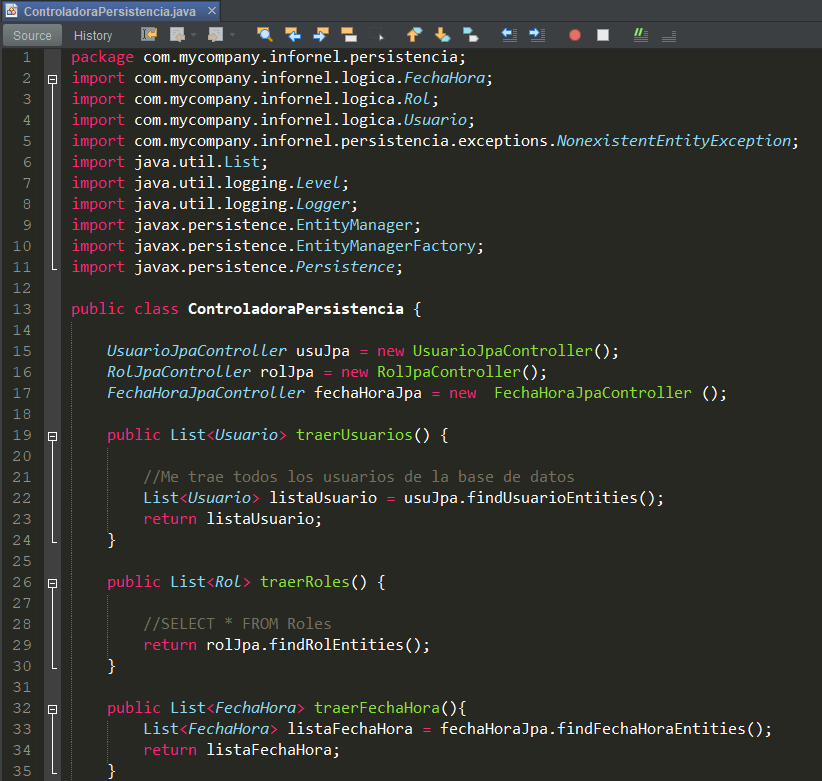 ControladoraPersistencia.java
Source History
1 package com.mycompany.infornel.persistencia;
2 import com.mycompany.infornel.logica.FechaHora;
3 import com.mycompany.infornel.logica.Rol;
4 import com.mycompany.infornel.logica.Usuario;
5 import com.mycompany.infornel.persistencia.exceptions.NonexistentEntityException;
6 import java.util.List;
7 import java.util.logging.Level;
8 import java.util.logging.Logger;
9 import javax.persistence.EntityManager;
10 import javax.persistence.EntityManagerFactory;
11 import javax.persistence.Persistence;
12
13 public class ControladoraPersistencia {
14
15 UsuarioJpaController usuJpa = new UsuarioJpaController();
16 RolJpaController rolJpa = new RolJpaController();
17 FechaHoraJpaController fechaHoraJpa = new  FechaHoraJpaController ();
18
19 public List<Usuario> traerUsuarios() {
20
21 //Me trae todos los usuarios de la base de datos
22 List<Usuario> listaUsuario = usuJpa.findUsuarioEntities();
23 return listaUsuario;
24 }
25
26 public List<Rol> traerRoles() {
27
28 //SELECT * FROM Roles
29 return rolJpa.findRolEntities();
30 }
31
32 public List<FechaHora> traerFechaHora(){
33 List<FechaHora> listaFechaHora = fechaHoraJpa.findFechaHoraEntities();
34 return listaFechaHora;
35 }